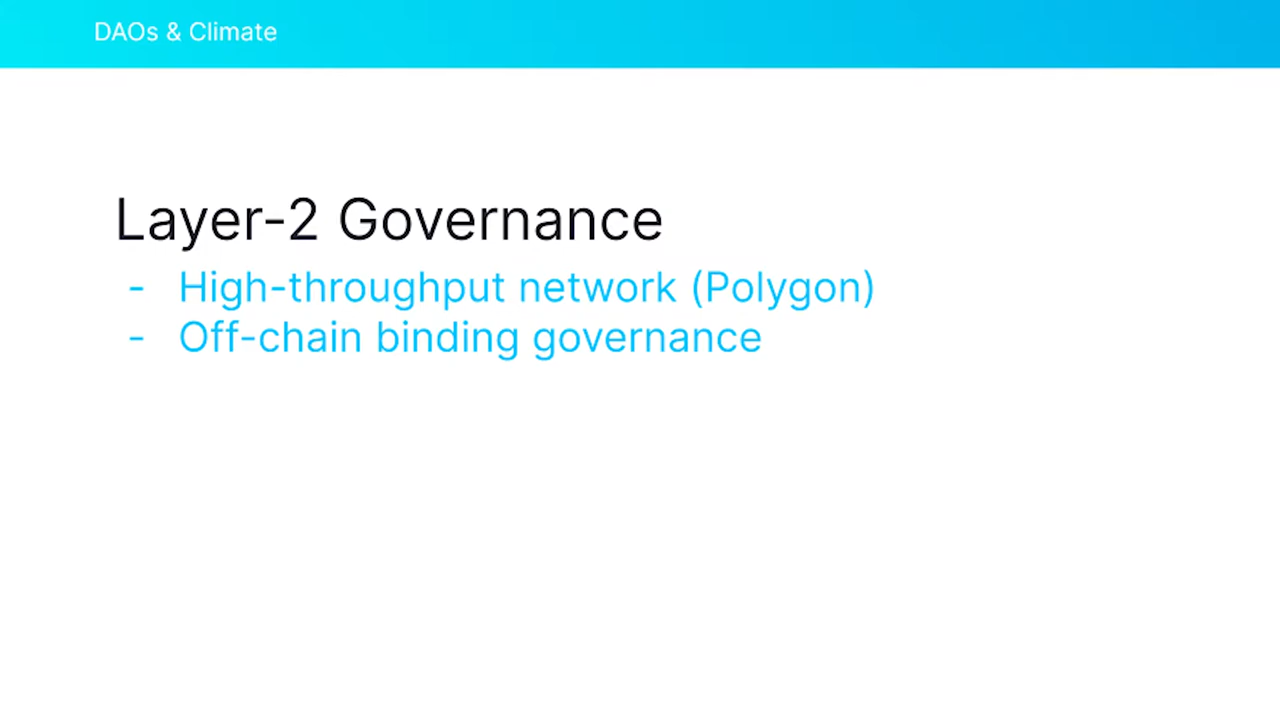 DAOs & Climate
Layer-2 Governance
- High-throughput network (Polygon)
- Off-chain binding governance